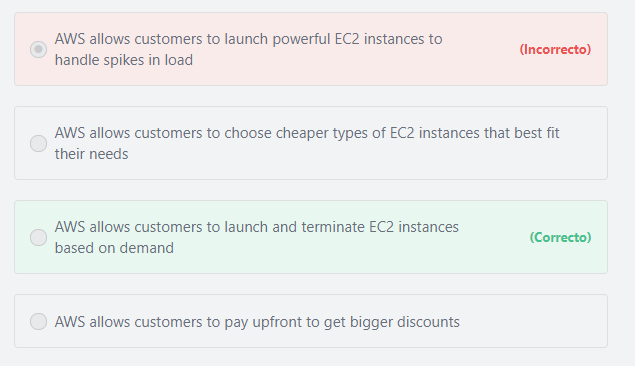 AWS allows customers to launch powerful EC2 instances to
handle spikes in load
(Incorrecto)
AWS allows customers to choose cheaper types of EC2 instances that best fit
their needs
AWS allows customers to launch and terminate EC2 instances
based on demand
(Correcto)
AWS allows customers to pay upfront to get bigger discounts